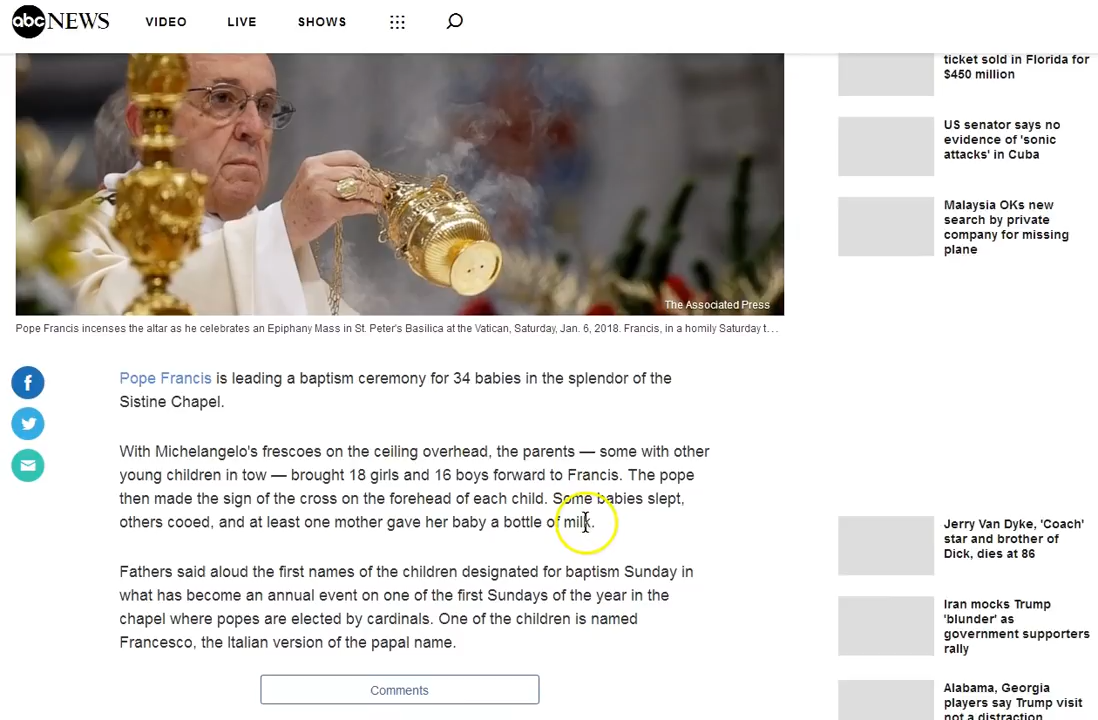 abc NEWS VIDEO LIVE SHOWS
ticket sold in Florida for
$450 million
US senator says no
evidence of 'sonic
attacks' in Cuba
Malaysia OKs new
search by private
company for missing
plane
The Associated Press
Pope Francis incenses the altar as he celebrates an Epiphany Mass in St. Peter's Basilica at the Vatican, Saturday, Jan. 6, 2018. Francis, in a homily Saturday t...
Pope Francis is leading a baptism ceremony for 34 babies in the splendor of the
Sistine Chapel.
With Michelangelo's frescoes on the ceiling overhead, the parents — some with other
young children in tow — brought 18 girls and 16 boys forward to Francis. The pope
then made the sign of the cross on the forehead of each child. Some babies slept,
others cooed, and at least one mother gave her baby a bottle of milk.
Fathers said aloud the first names of the children designated for baptism Sunday in
what has become an annual event on one of the first Sundays of the year in the
chapel where popes are elected by cardinals. One of the children is named
Francesco, the Italian version of the papal name.
Comments
Jerry Van Dyke, 'Coach'
star and brother of
Dick, dies at 86
Iran mocks Trump
'blunder' as
government supporters
rally
Alabama, Georgia
players say Trump visit
not a distraction